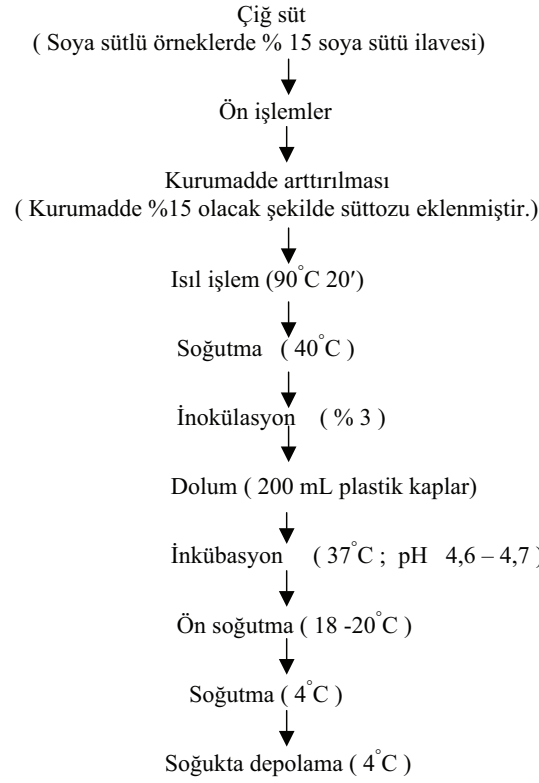 Çiğ süt
( Soya sütlü örneklerde % 15 soya sütü ilavesi)
Ön işlemler
Kurumadde arttırılması
( Kurumadde %15 olacak şekilde süttozu eklenmiştir.)
Isıl işlem (90°C 20′)
Soğutma ( 40°C )
İnokülasyon ( % 3 )
Dolum ( 200 mL plastik kaplar)
İnkübasyon ( 37°C ; pH 4,6 – 4,7 )
Ön soğutma ( 18 -20°C )
Soğutma ( 4°C )
Soğukta depolama ( 4°C )